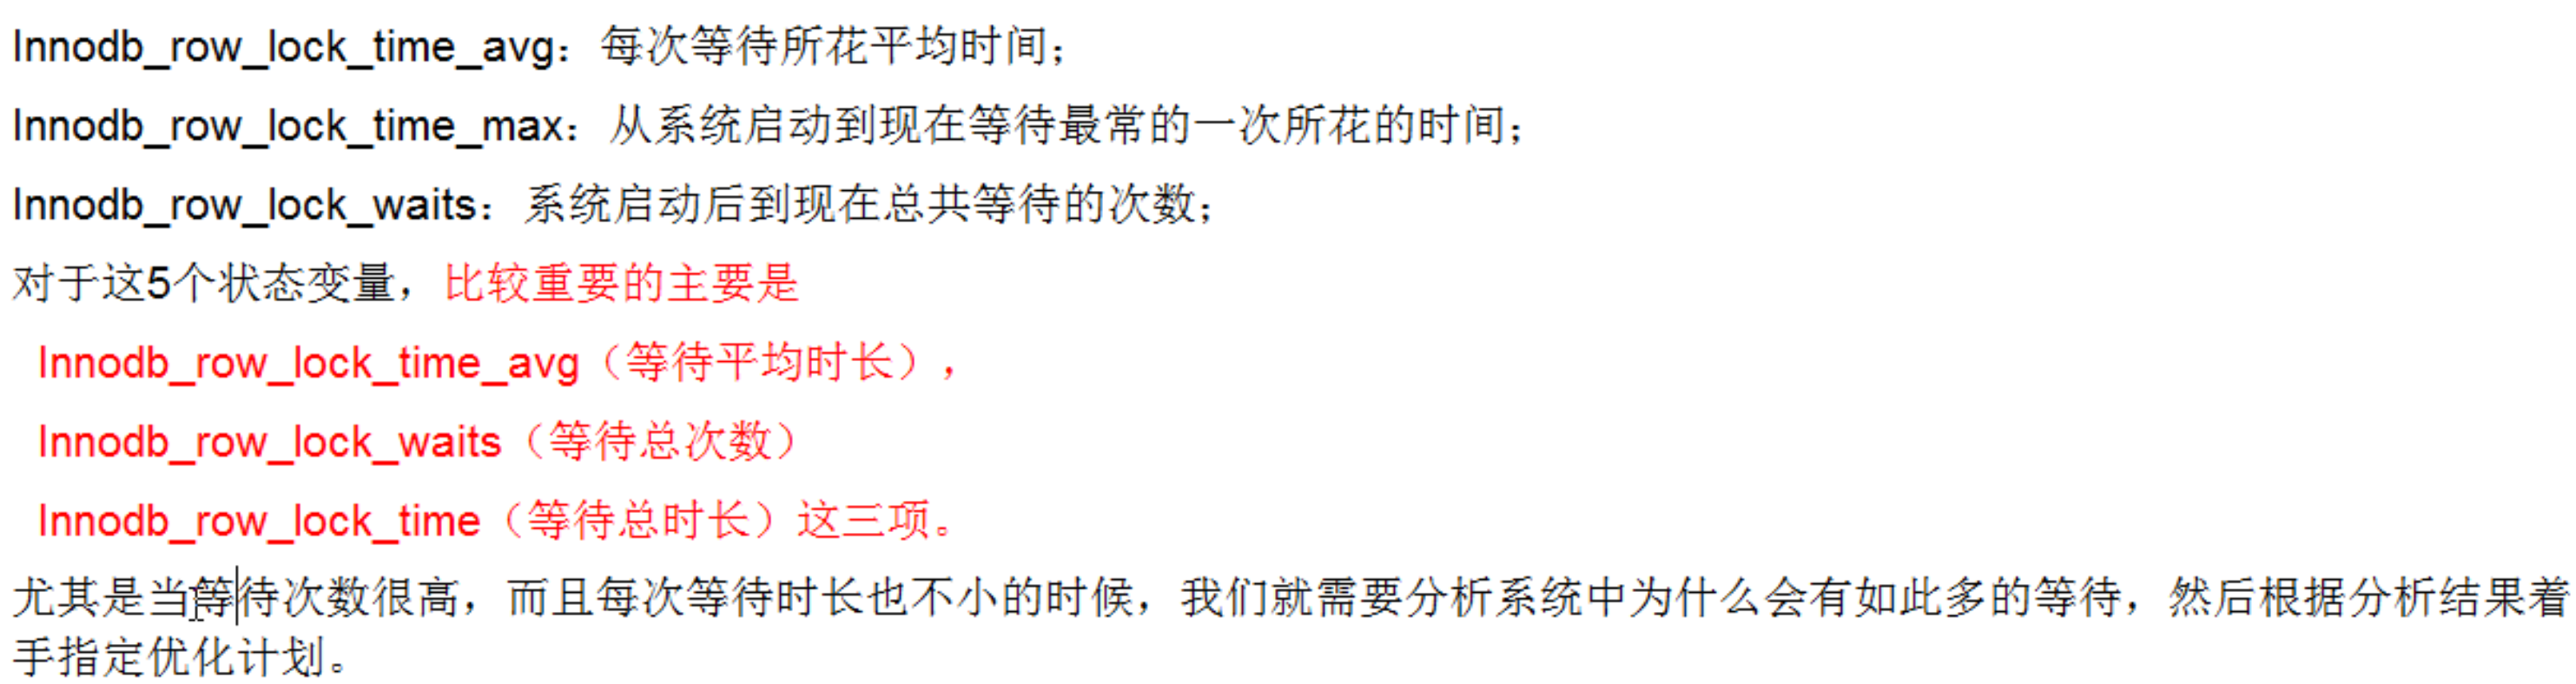 Innodb_row_lock_time_avg：每次等待所花平均时间；
Innodb_row_lock_time_max：从系统启动到现在等待最常的一次所花的时间；
Innodb_row_lock_waits：系统启动后到现在总共等待的次数；
对于这5个状态变量，比较重要的主要是
Innodb_row_lock_time_avg（等待平均时长），
Innodb_row_lock_waits（等待总次数）
Innodb_row_lock_time（等待总时长）这三项。
尤其是当等待次数很高，而且每次等待时长也不小的时候，我们就需要分析系统中为什么会有如此多的等待，然后根据分析结果着
手指定优化计划。